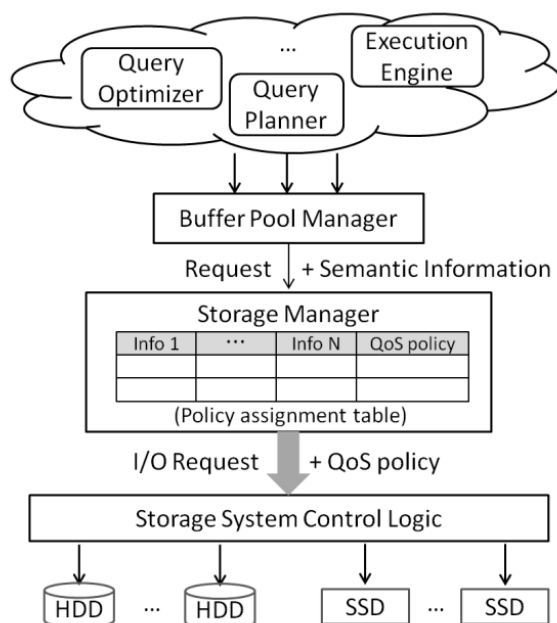 ...
Execution
Engine
Query
Optimizer
Query
Planner
Buffer Pool Manager
Request + Semantic Information
Storage Manager
Info 1 ... Info N QoS policy
(Policy assignment table)
I/O Request + QoS policy
Storage System Control Logic
HDD ... HDD SSD ... SSD